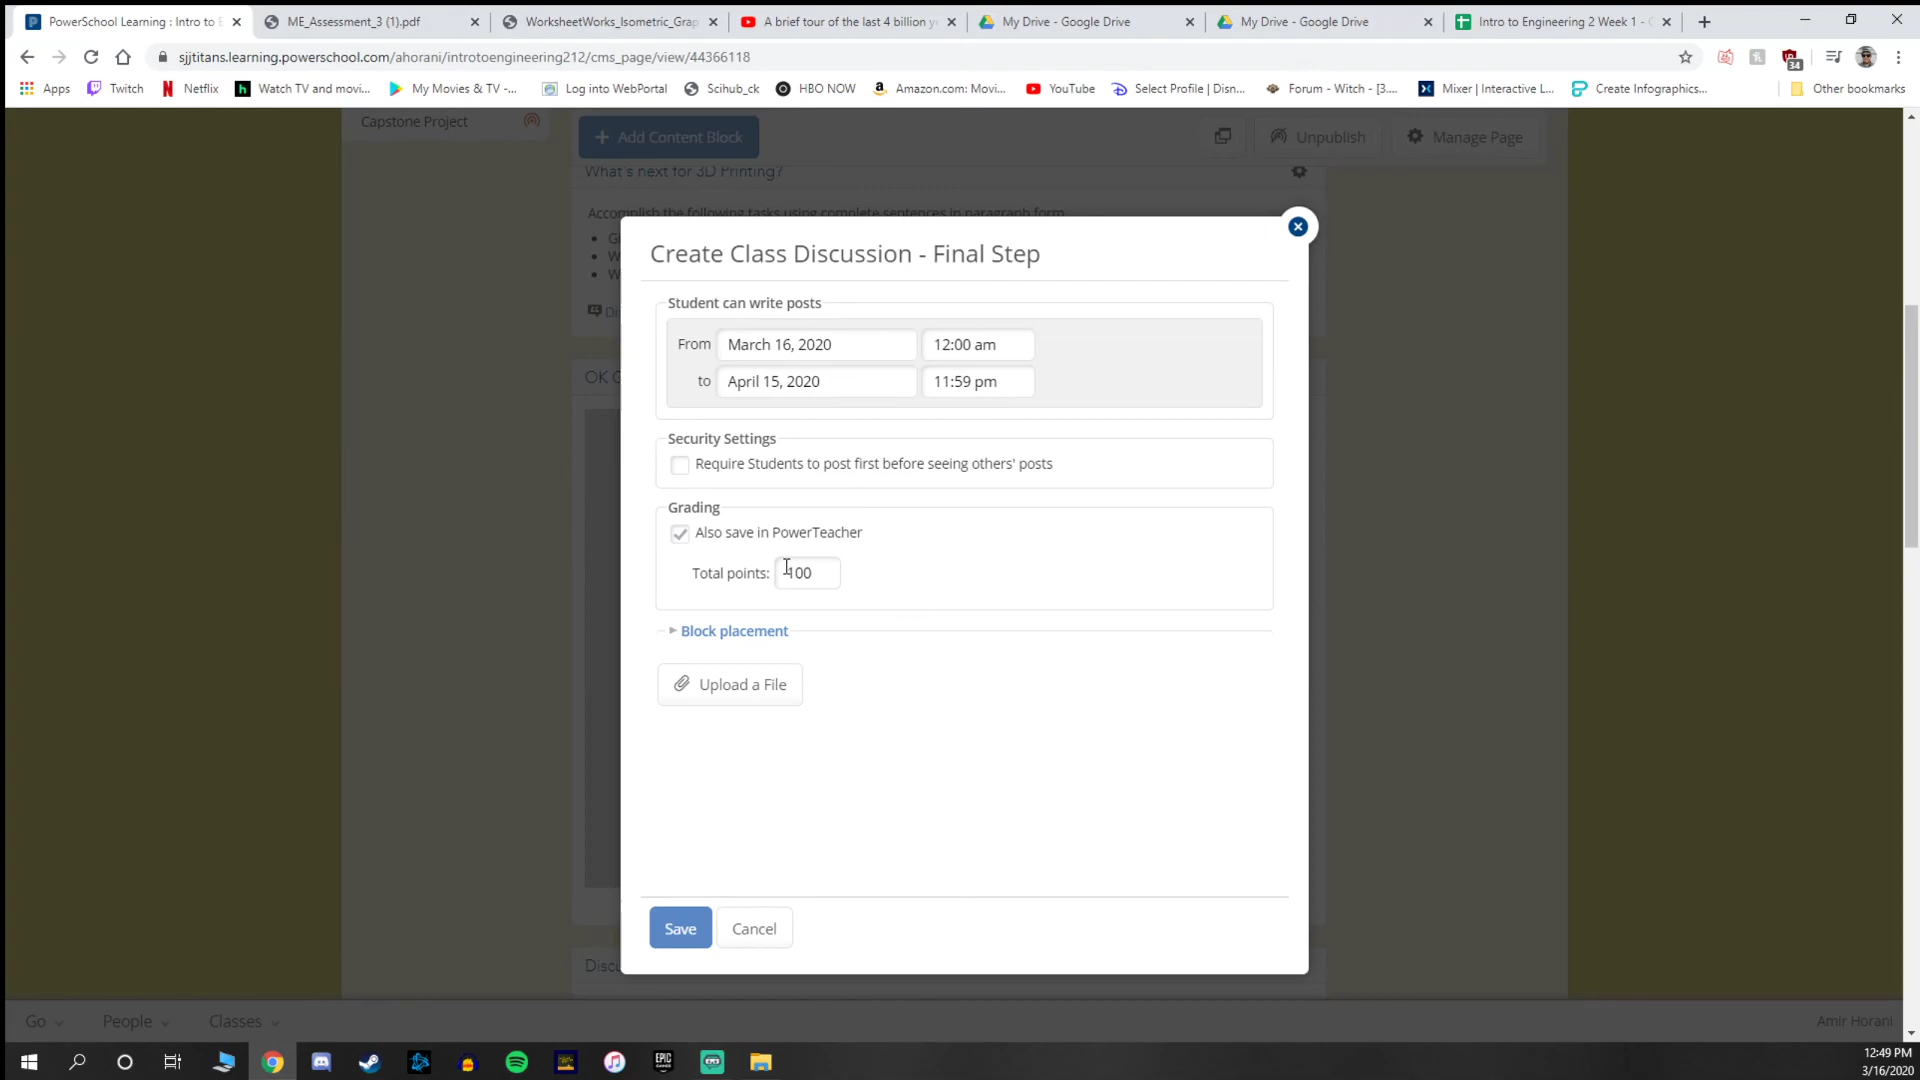 PowerSchool Learning : Intro to E
ME_Assessment_3 (1).pdf
WorksheetWorks_Isometric_Grap
A brief tour of the last 4 billion y
My Drive - Google Drive
My Drive - Google Drive
Intro to Engineering 2 Week 1 - G
sjjtitans.learning.powerschool.com/ahorani/introtoengineering212/cms_page/view/44366118
34
Apps
Twitch
Netflix
Watch TV and movi...
My Movies & TV -...
Log into WebPortal
Scihub_ck
HBO NOW
Amazon.com: Movi...
YouTube
Select Profile | Disn...
Forum - Witch - [3....
Mixer | Interactive L...
Create Infographics...
Other bookmarks
Capstone Project
+ Add Content Block
Unpublish
Manage Page
What's next for 3D Printing?
Accomplish the following tasks using complete sentences in paragraph form
Create Class Discussion - Final Step
Student can write posts
From March 16, 2020 12:00 am
to April 15, 2020 11:59 pm
Security Settings
Require Students to post first before seeing others' posts
Grading
Also save in PowerTeacher
Total points: 100
Block placement
Upload a File
OK G
Save
Cancel
Discu
Go
People
Classes
Amir Horani
EPIC GAMES
12:49 PM
3/16/2020